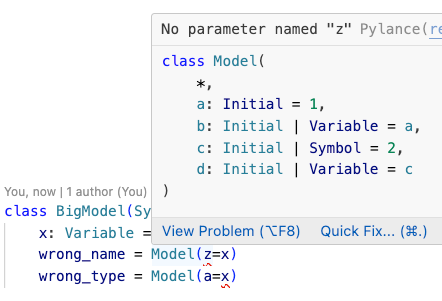 No parameter named "z" Pylance(re
class Model(
*,
a: Initial = 1,
b: Initial | Variable = a,
c: Initial | Symbol = 2,
d: Initial | Variable = c
)
View Problem (⌥F8) Quick Fix... (⌘.)
You, now | 1 author (You)
class BigModel(Sy
x: Variable =
wrong_name = Model(z=x)
wrong_type = Model(a=x)